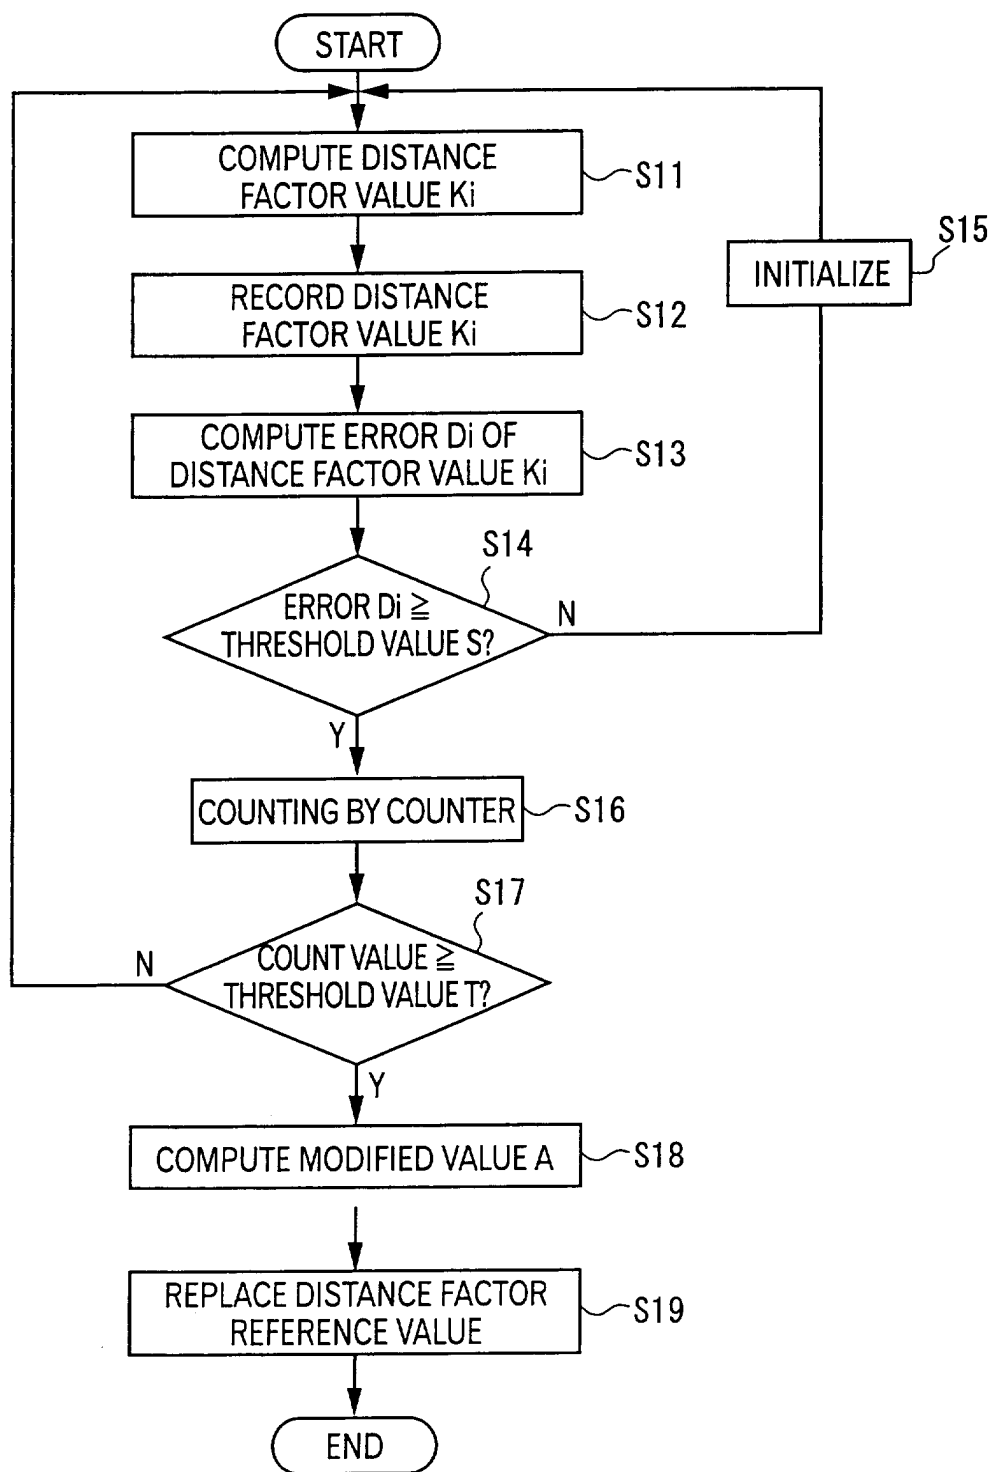 START
COMPUTE DISTANCE
FACTOR VALUE Ki
S11
S15
INITIALIZE
RECORD DISTANCE
FACTOR VALUE Ki
S12
COMPUTE ERROR Di OF
DISTANCE FACTOR VALUE Ki
S13
S14
ERROR Di ≧
THRESHOLD VALUE S?
N
Y
COUNTING BY COUNTER
S16
S17
COUNT VALUE ≧
THRESHOLD VALUE T?
N
Y
COMPUTE MODIFIED VALUE A
S18
REPLACE DISTANCE FACTOR
REFERENCE VALUE
S19
END